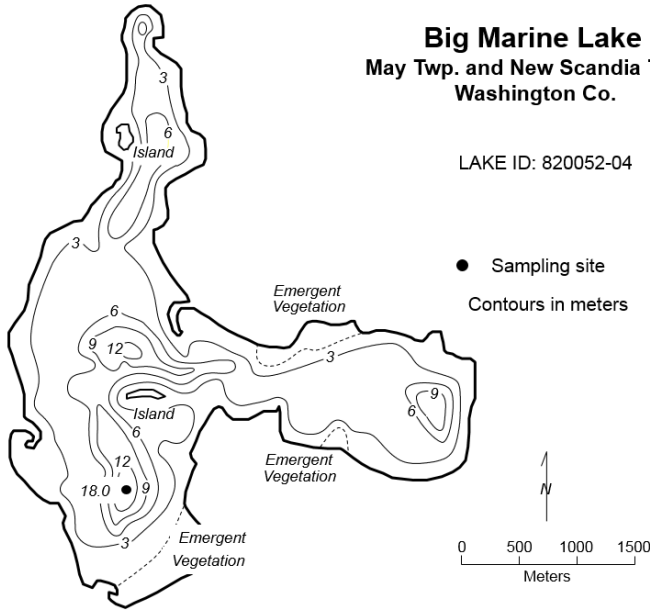 Big Marine Lake
May Twp. and New Scandia
Washington Co.
LAKE ID: 820052-04
Sampling site
Contours in meters
3
6
Island
3
Emergent
Vegetation
6
9
12
3
9
6
Island
6
12
18.0
9
Emergent
Vegetation
3
Emergent
Vegetation
N
0 500 1000 1500
Meters